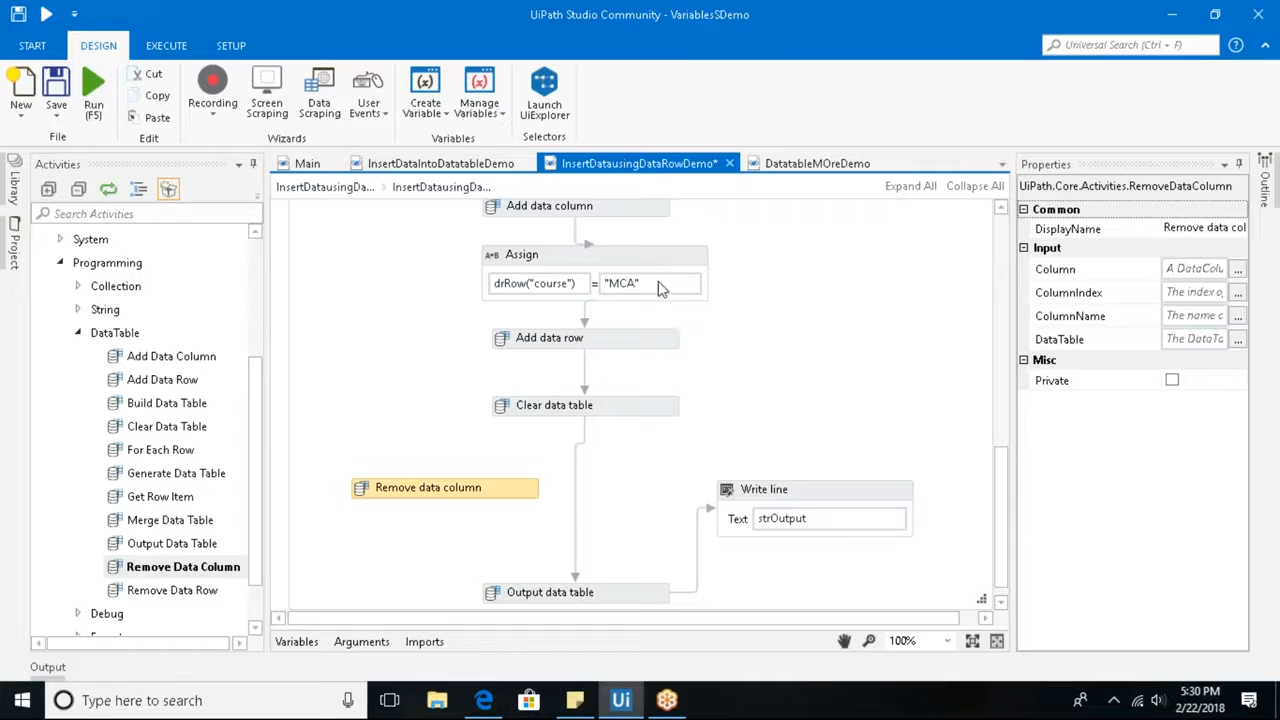 UiPath Studio Community - VariablesSDemo
START
DESIGN
EXECUTE
SETUP
Universal Search (Ctrl + F)
New
Save
Run
(F5)
Cut
Copy
Paste
Recording
Screen
Scraping
Data
Scraping
User
Events
Create
Variable
Manage
Variables
Launch
UiExplorer
File
Edit
Wizards
Variables
Selectors
Library
Project
Activities
Search Activities
System
Programming
Collection
String
DataTable
Add Data Column
Add Data Row
Build Data Table
Clear Data Table
For Each Row
Generate Data Table
Get Row Item
Merge Data Table
Output Data Table
Remove Data Column
Remove Data Row
Debug
Main
InsertDataIntoDatatableDemo
InsertDatausingDataRowDemo*
DatatableMOreDemo
InsertDatausingDa...
InsertDatausingDa...
Expand All
Collapse All
Add data column
A*B Assign
drRow("course") = "MCA"
Add data row
Clear data table
Remove data column
Write line
Text strOutput
Output data table
Variables
Arguments
Imports
100%
Properties
UiPath.Core.Activities.RemoveDataColumn
Common
DisplayName Remove data col
Input
Column A DataColu ...
ColumnIndex The index o ...
ColumnName The name o ...
DataTable The DataTa ...
Misc
Private
Outline
Output
Type here to search
Ui
5:30 PM
2/22/2018